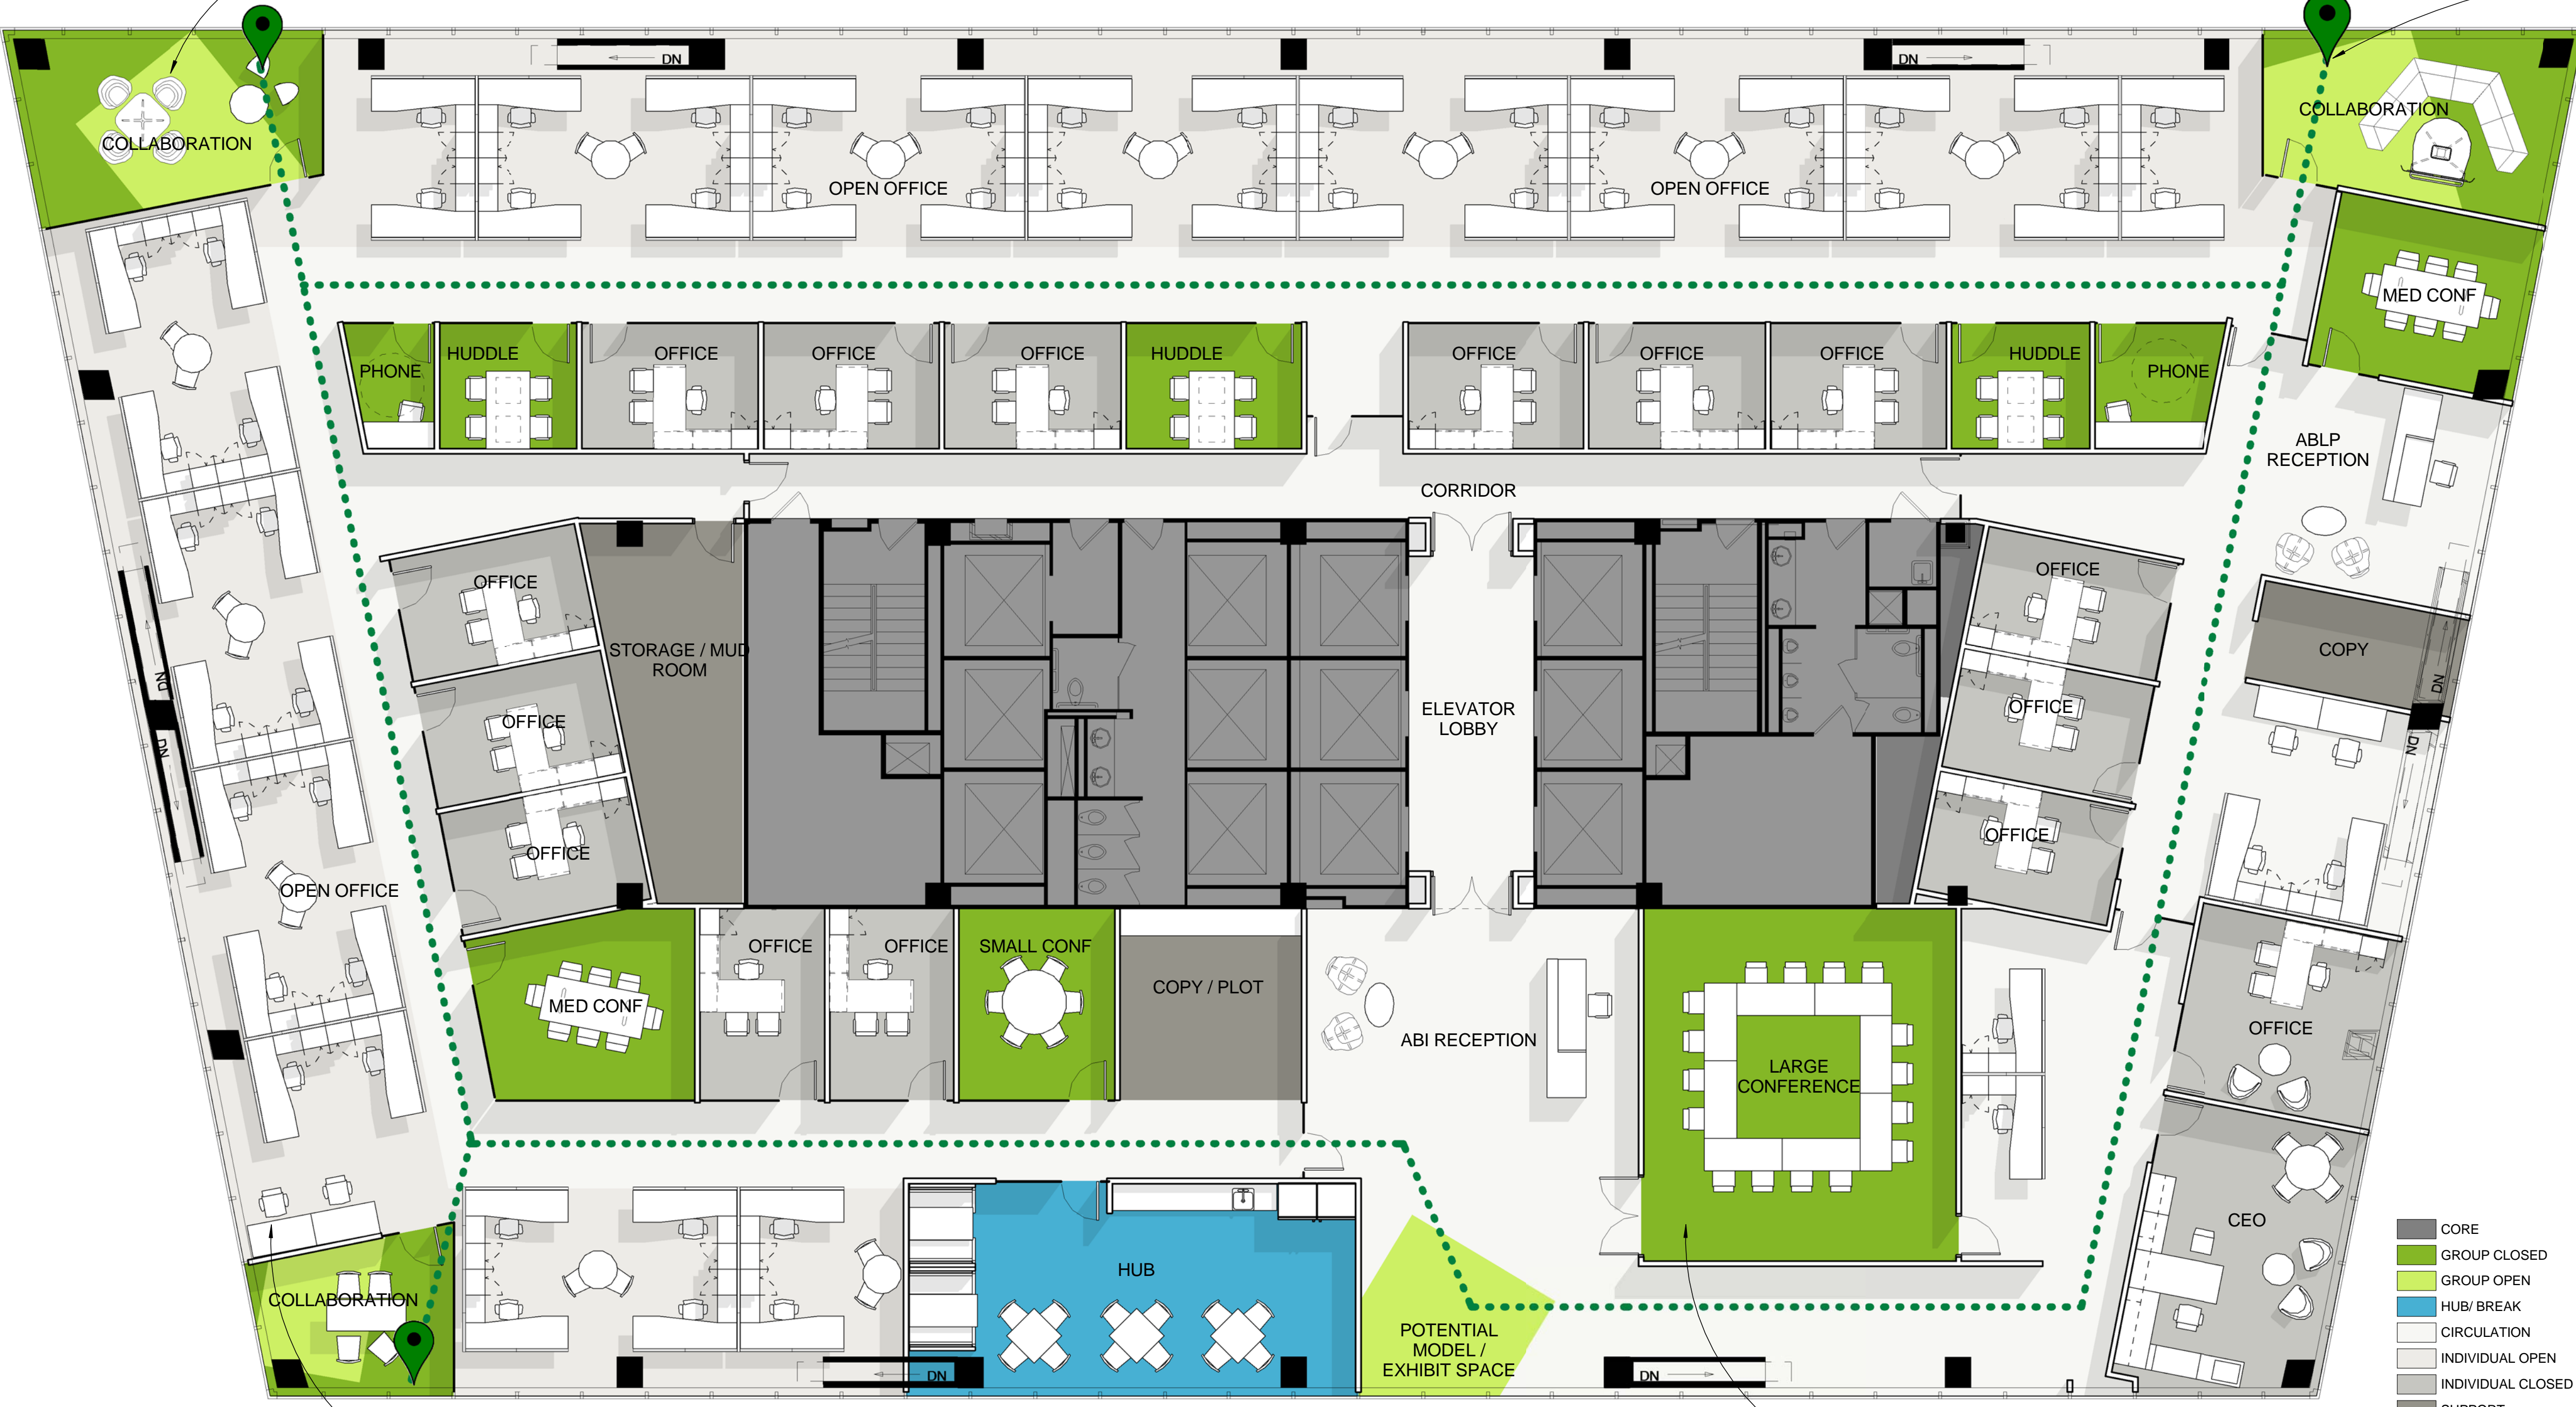 DN
DN
COLLABORATION
COLLABORATION
OPEN OFFICE
OPEN OFFICE
MED CONF
PHONE
HUDDLE
OFFICE
OFFICE
OFFICE
HUDDLE
OFFICE
OFFICE
OFFICE
HUDDLE
PHONE
ABLP
RECEPTION
CORRIDOR
OFFICE
OFFICE
STORAGE / MUD
ROOM
COPY
DN
DN
OFFICE
ELEVATOR
LOBBY
OFFICE
DN
DN
OFFICE
OFFICE
OPEN OFFICE
OFFICE
OFFICE
SMALL CONF
COPY / PLOT
MED CONF
ABI RECEPTION
OFFICE
LARGE
CONFERENCE
CEO
HUB
COLLABORATION
POTENTIAL
MODEL /
EXHIBIT SPACE
DN
DN
CORE
GROUP CLOSED
GROUP OPEN
HUB/ BREAK
CIRCULATION
INDIVIDUAL OPEN
INDIVIDUAL CLOSED
SUPPORT